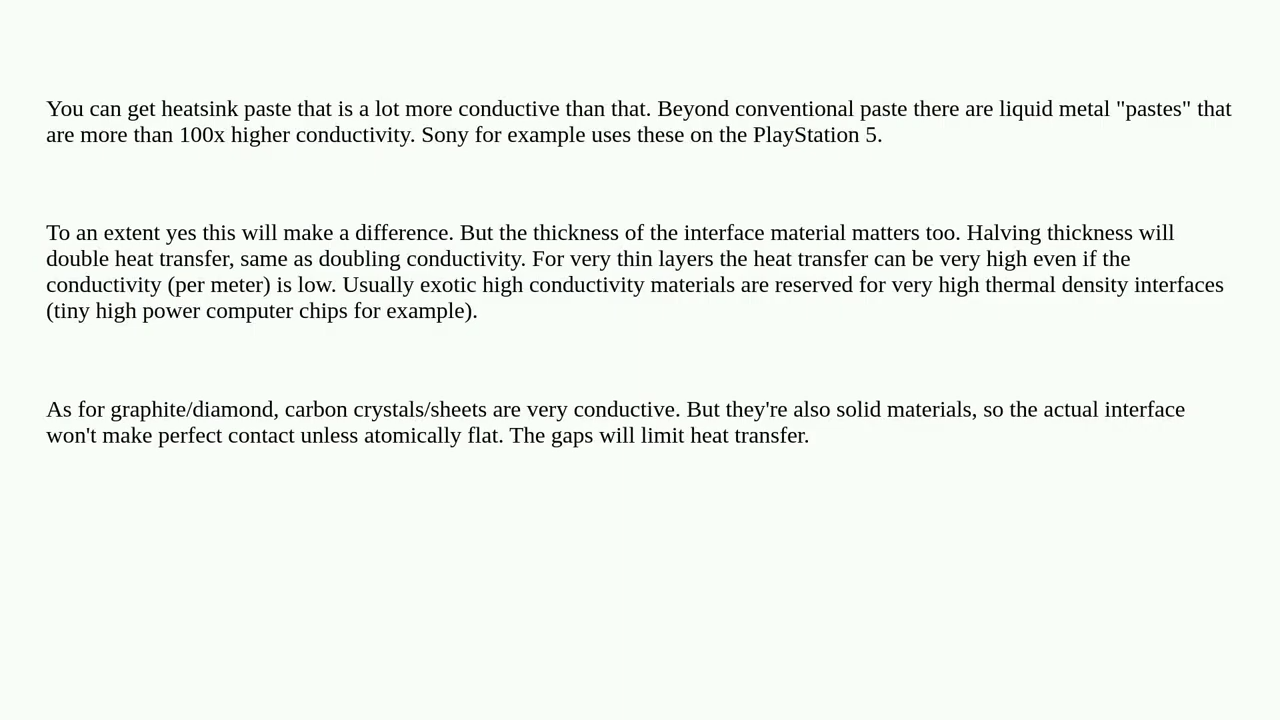 You can get heatsink paste that is a lot more conductive than that. Beyond conventional paste there are liquid metal "pastes" that
are more than 100x higher conductivity. Sony for example uses these on the PlayStation 5.
To an extent yes this will make a difference. But the thickness of the interface material matters too. Halving thickness will
double heat transfer, same as doubling conductivity. For very thin layers the heat transfer can be very high even if the
conductivity (per meter) is low. Usually exotic high conductivity materials are reserved for very high thermal density interfaces
(tiny high power computer chips for example).
As for graphite/diamond, carbon crystals/sheets are very conductive. But they're also solid materials, so the actual interface
won't make perfect contact unless atomically flat. The gaps will limit heat transfer.